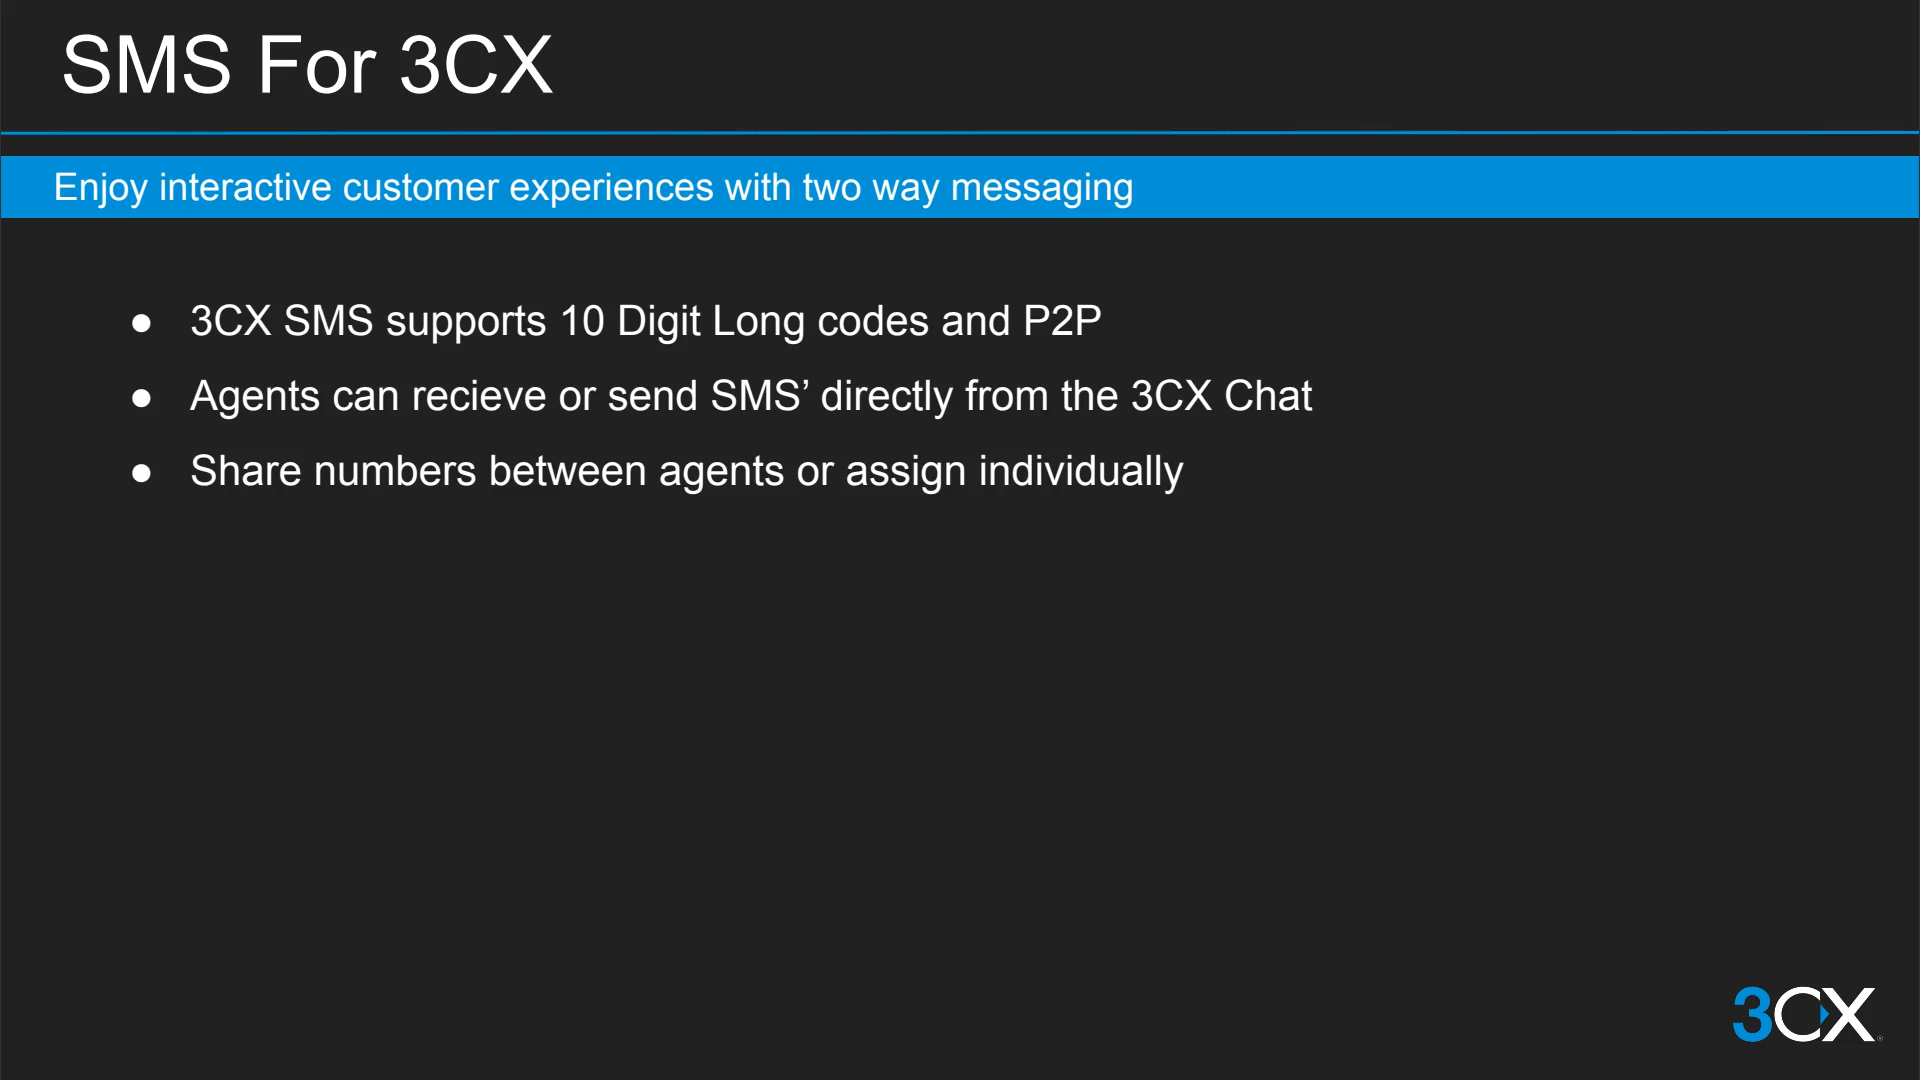 SMS For 3CX
Enjoy interactive customer experiences with two way messaging
● 3CX SMS supports 10 Digit Long codes and P2P
● Agents can recieve or send SMS’ directly from the 3CX Chat
● Share numbers between agents or assign individually
3CX®